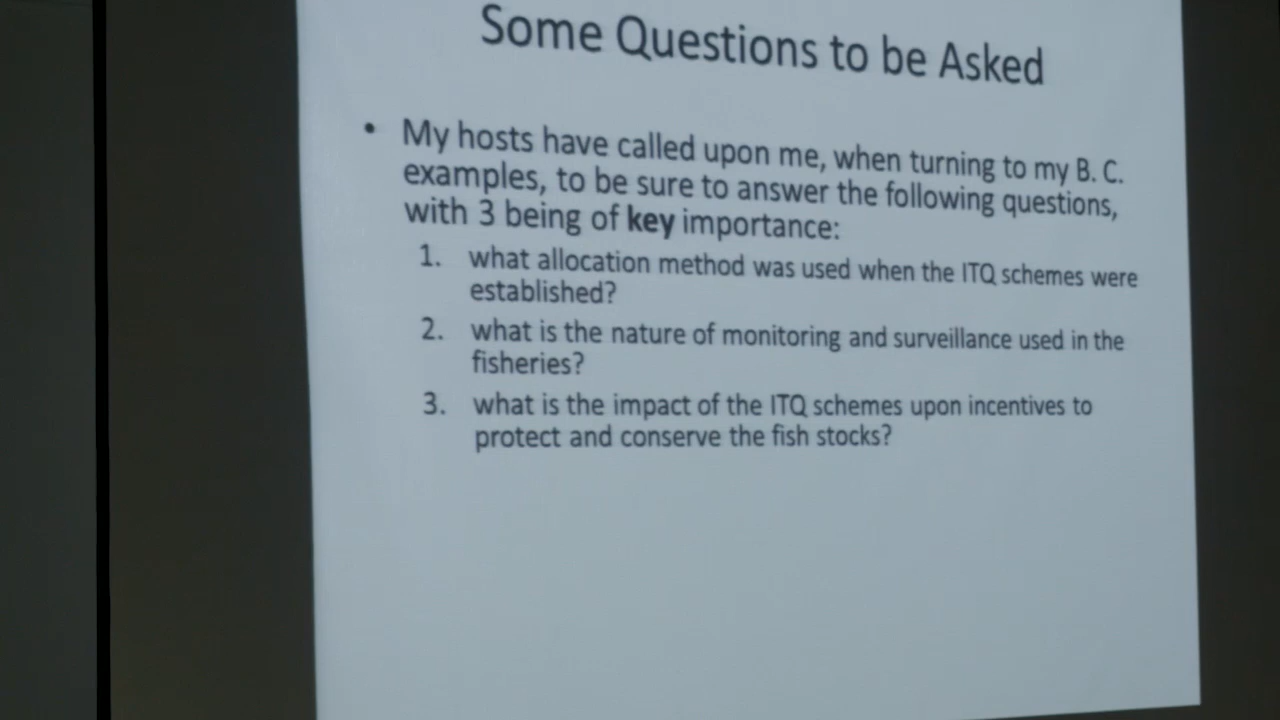 Some Questions to be Asked
• My hosts have called upon me, when turning to my B. C.
examples, to be sure to answer the following questions,
with 3 being of key importance:
1. what allocation method was used when the ITQ schemes were
established?
2. what is the nature of monitoring and surveillance used in the
fisheries?
3. what is the impact of the ITQ schemes upon incentives to
protect and conserve the fish stocks?